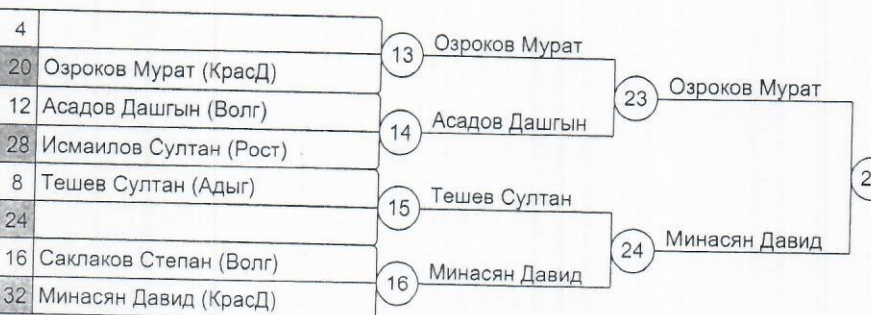 4
20 Озроков Мурат (КрасД)
12 Асадов Дашгын (Волг)
28 Исмаилов Султан (Рост)
8 Тешев Султан (Адыг)
24
16 Саклаков Степан (Волг)
32 Минасян Давид (КрасД)
13 Озроков Мурат
14 Асадов Дашгын
15 Тешев Султан
16 Минасян Давид
23 Озроков Мурат
24 Минасян Давид